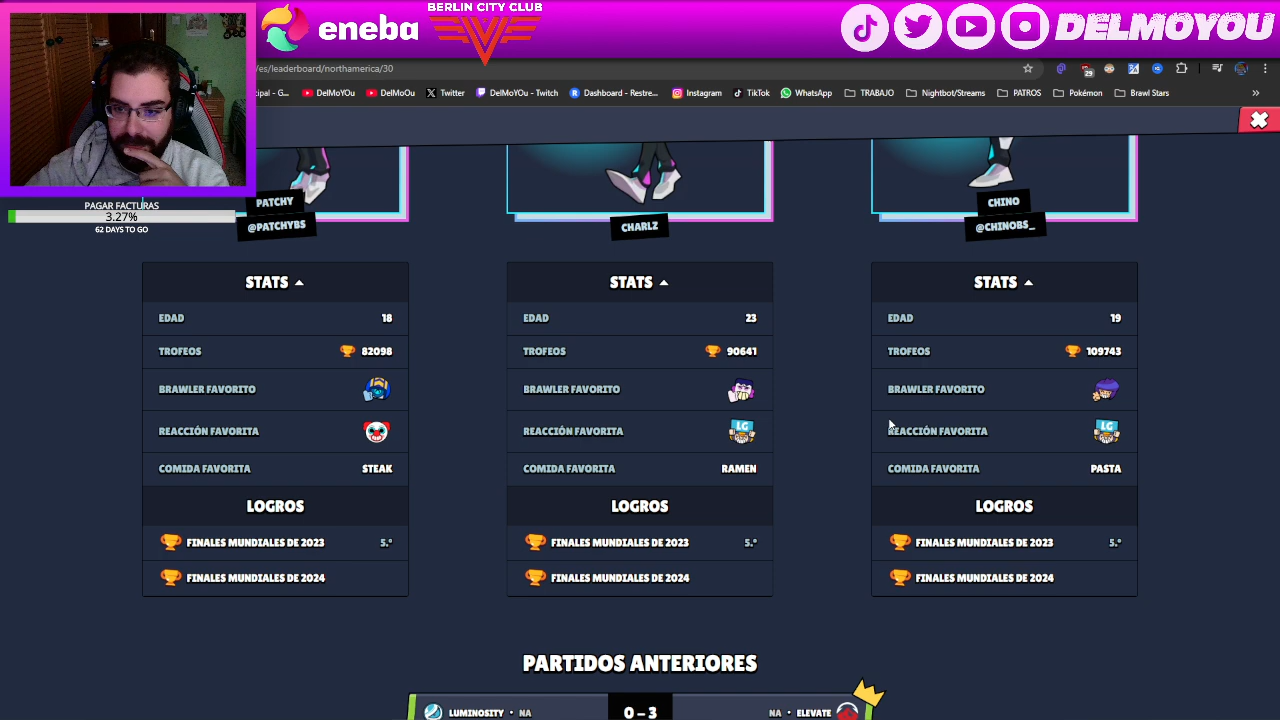 eneba
BERLIN CITY CLUB
DELMOYOU
/es/leaderboard/northamerica/30
29
cipal - G...
DelMoYOu
DelMoOu
Twitter
DelMoYOu - Twitch
Dashboard - Restre...
Instagram
TikTok
WhatsApp
TRABAJO
Nightbot/Streams
PATROS
Pokémon
Brawl Stars
PAGAR FACTURAS
3.27%
62 DAYS TO GO
PATCHY
@PATCHYBS
CHARLZ
CHINO
@CHINOBS_
STATS
EDAD 18
TROFEOS 82098
BRAWLER FAVORITO
REACCIÓN FAVORITA
COMIDA FAVORITA STEAK
LOGROS
FINALES MUNDIALES DE 2023 5.º
FINALES MUNDIALES DE 2024
STATS
EDAD 23
TROFEOS 90641
BRAWLER FAVORITO
REACCIÓN FAVORITA
LG
COMIDA FAVORITA RAMEN
LOGROS
FINALES MUNDIALES DE 2023 5.º
FINALES MUNDIALES DE 2024
STATS
EDAD 19
TROFEOS 109743
BRAWLER FAVORITO
REACCIÓN FAVORITA
LG
COMIDA FAVORITA PASTA
LOGROS
FINALES MUNDIALES DE 2023 5.º
FINALES MUNDIALES DE 2024
PARTIDOS ANTERIORES
LUMINOSITY • NA
0 – 3
NA • ELEVATE